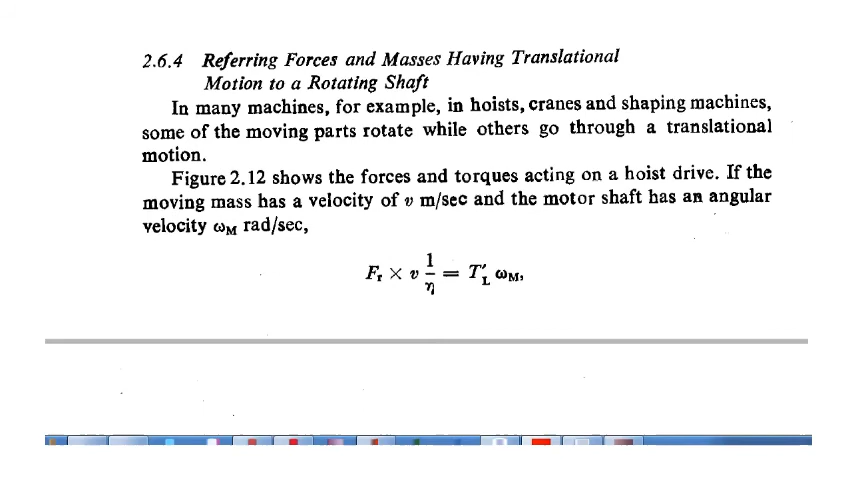 2.6.4 Referring Forces and Masses Having Translational
Motion to a Rotating Shaft
In many machines, for example, in hoists, cranes and shaping machines,
some of the moving parts rotate while others go through a translational
motion.
Figure 2.12 shows the forces and torques acting on a hoist drive. If the
moving mass has a velocity of v m/sec and the motor shaft has an angular
velocity ωM rad/sec,
Fr × v 1/η = T′L ωM,